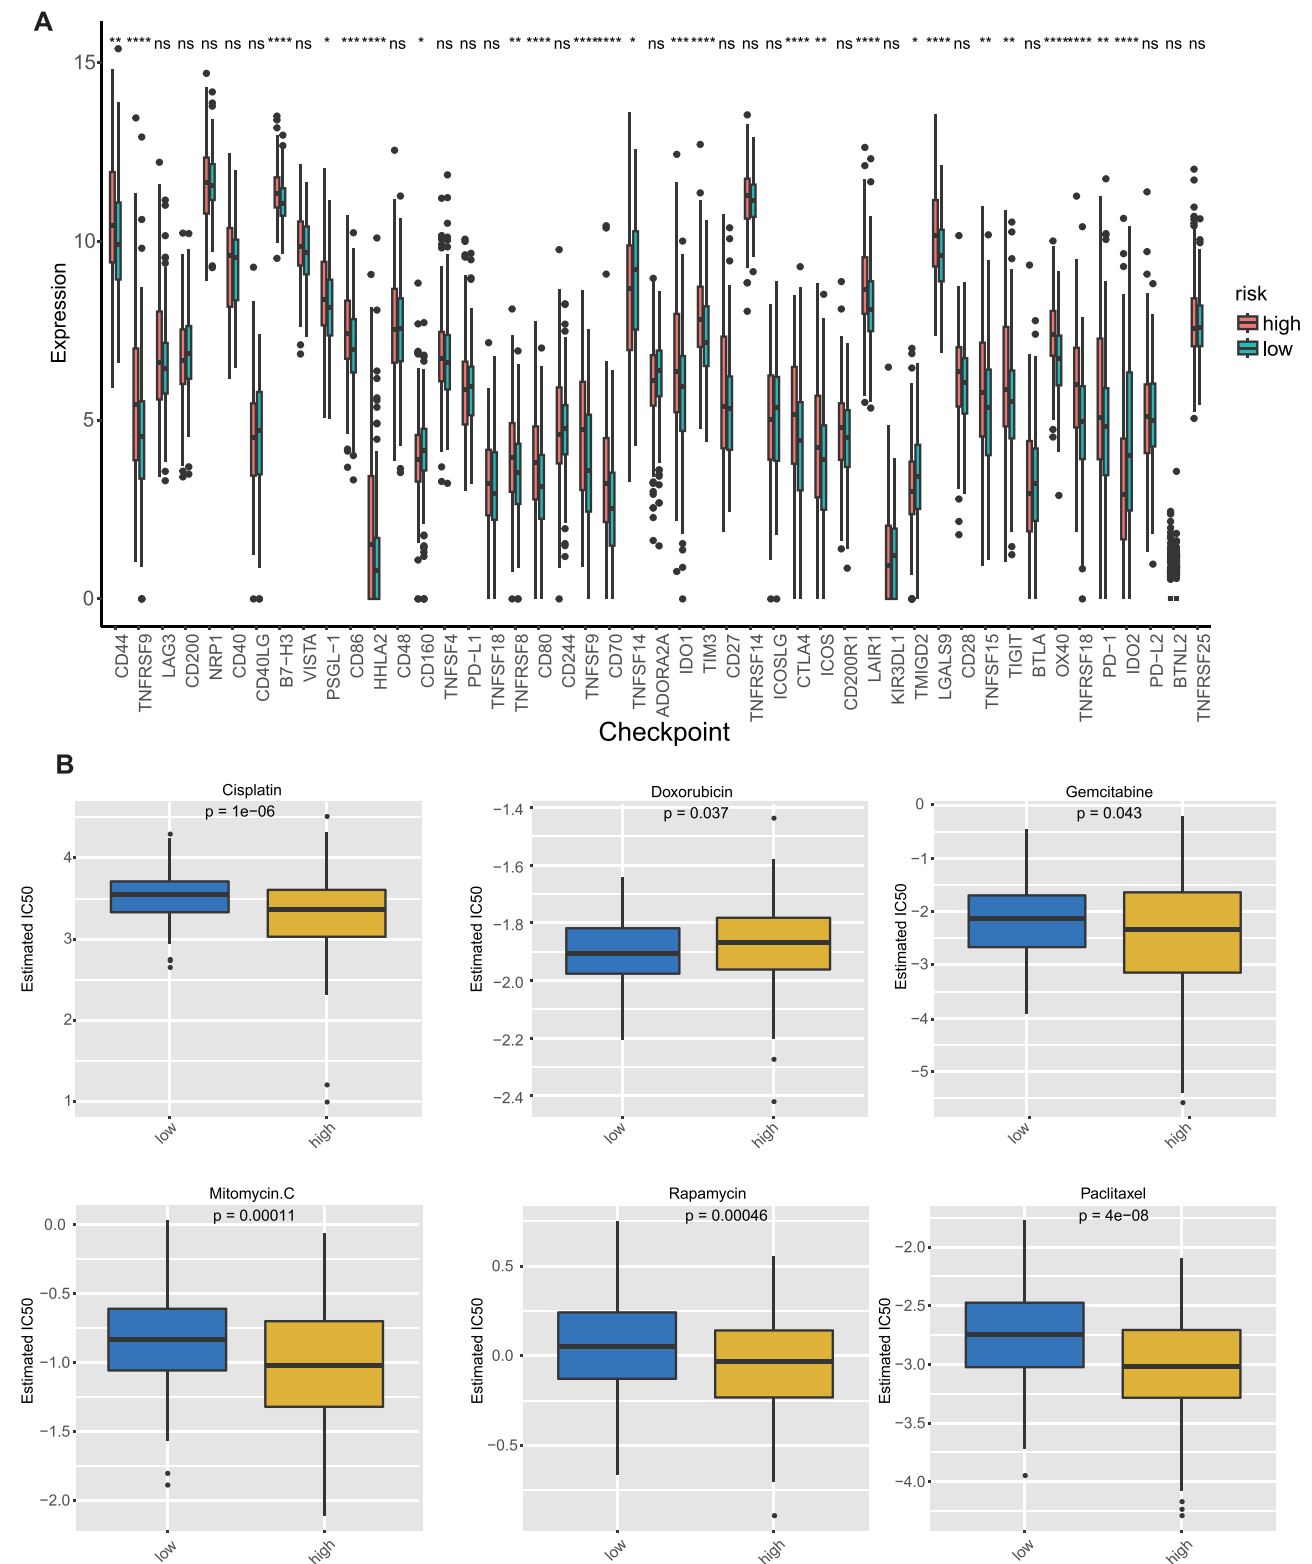 A
** **** ns ns ns ns ns **** ns * *** **** ns * ns ns ns ** **** ns **** **** * ns *** **** ns ns ns **** ** ns **** ns * **** ns ** ** ns **** **** ** **** ns ns ns
15
10
5
0
Expression
risk
high
low
CD44
TNFRSF9
LAG3
CD200
NRP1
CD40
CD40LG
B7−H3
VISTA
PSGL−1
CD86
HHLA2
CD48
CD160
TNFSF4
PD−L1
TNFSF18
TNFRSF8
CD80
CD244
TNFSF9
CD70
TNFSF14
ADORA2A
IDO1
TIM3
CD27
TNFRSF14
ICOSLG
CTLA4
ICOS
CD200R1
LAIR1
KIR3DL1
TMIGD2
LGALS9
CD28
TNFSF15
TIGIT
BTLA
OX40
TNFRSF18
PD−1
IDO2
PD−L2
BTNL2
TNFRSF25
Checkpoint
B
Cisplatin
p = 1e−06
4
3
2
1
Estimated IC50
low
high
Doxorubicin
p = 0.037
−1.4
−1.6
−1.8
−2.0
−2.2
−2.4
Estimated IC50
low
high
Gemcitabine
p = 0.043
0
−1
−2
−3
−4
−5
Estimated IC50
low
high
Mitomycin.C
p = 0.00011
0.0
−0.5
−1.0
−1.5
−2.0
Estimated IC50
low
high
Rapamycin
p = 0.00046
0.5
0.0
−0.5
Estimated IC50
low
high
Paclitaxel
p = 4e−08
−2.0
−2.5
−3.0
−3.5
−4.0
Estimated IC50
low
high